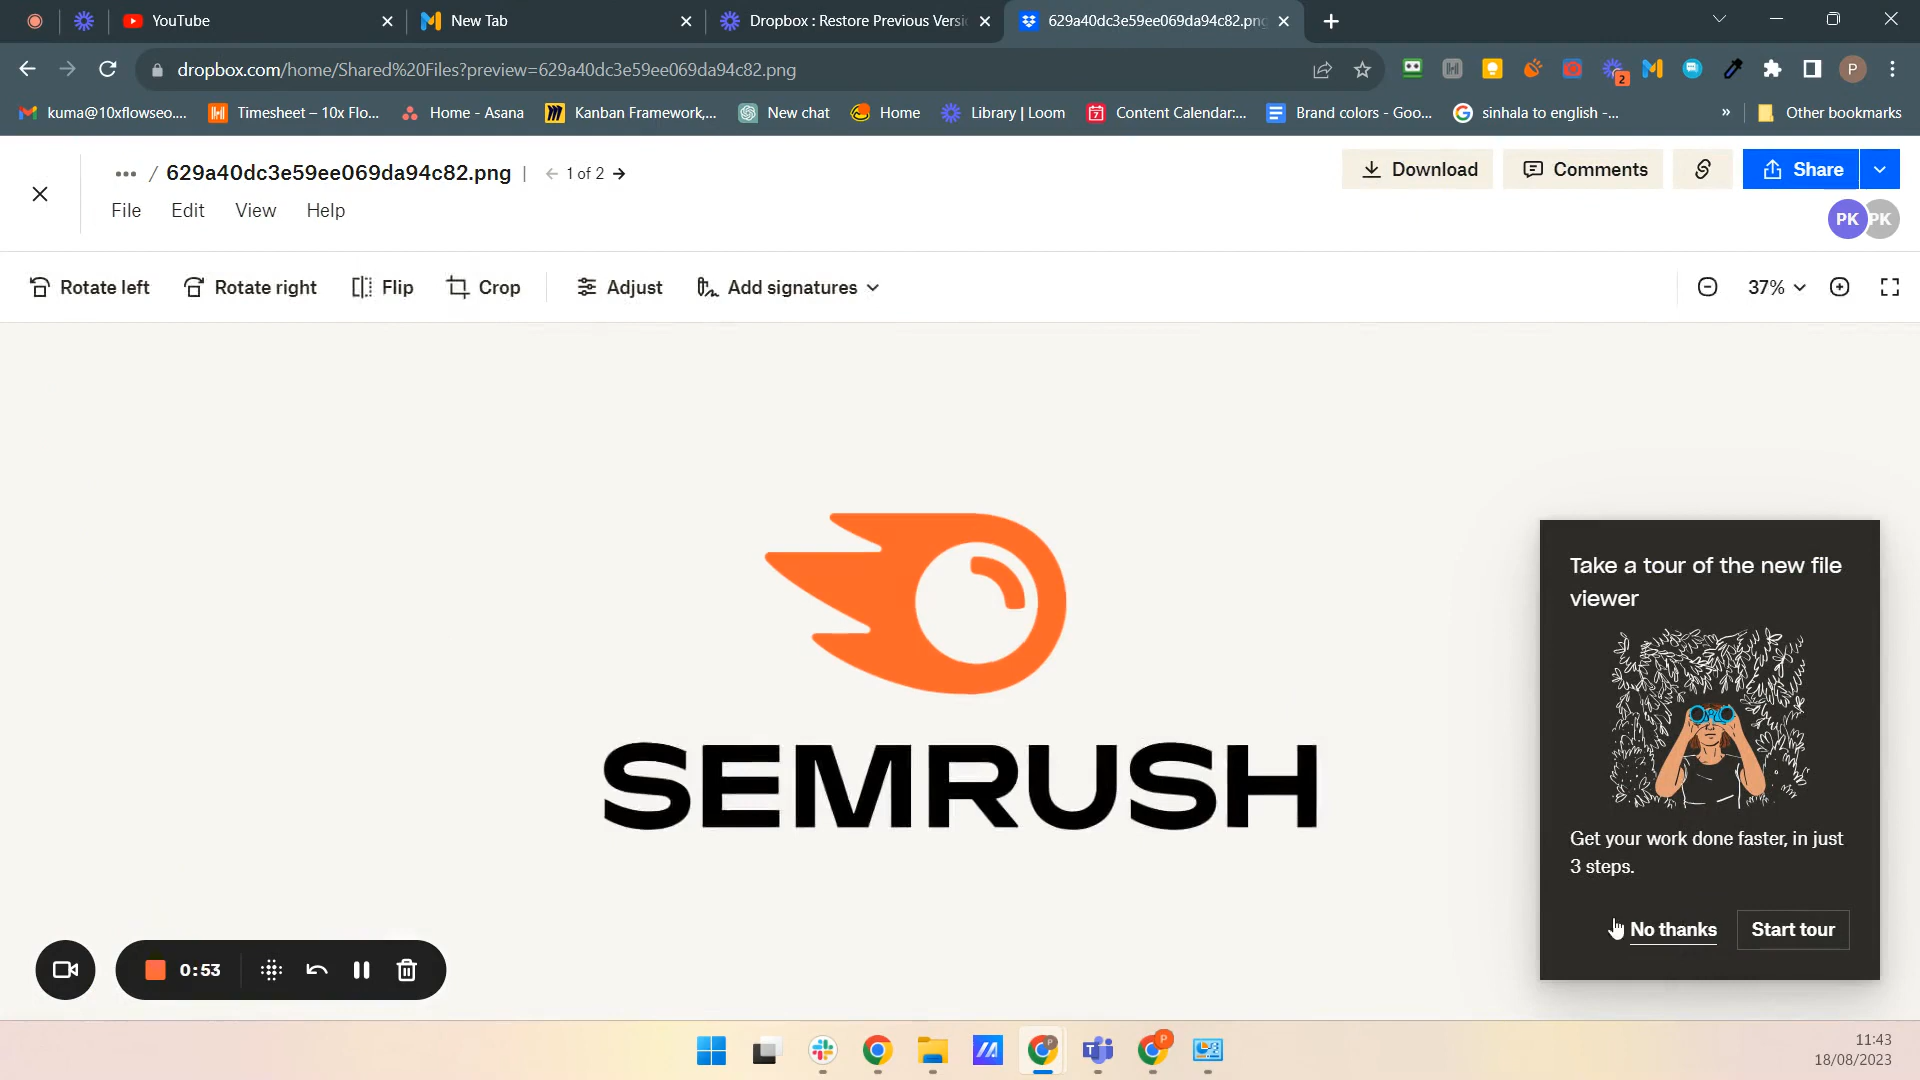 YouTube
New Tab
Dropbox : Restore Previous Versi
629a40dc3e59ee069da94c82.pn
dropbox.com/home/Shared%20Files?preview=629a40dc3e59ee069da94c82.png
2
P
kuma@10xflowseo....
Timesheet – 10x Flo...
Home - Asana
Kanban Framework,...
New chat
Home
Library | Loom
7
Content Calendar:...
Brand colors - Goo...
sinhala to english -...
»
Other bookmarks
... / 629a40dc3e59ee069da94c82.png | ← 1 of 2 →
Download
Comments
Share
File
Edit
View
Help
PK
PK
Rotate left
Rotate right
Flip
Crop
Adjust
Add signatures
37%
SEMRUSH
Take a tour of the new file
viewer
Get your work done faster, in just
3 steps.
No thanks
Start tour
0:53
P
P
11:43
18/08/2023